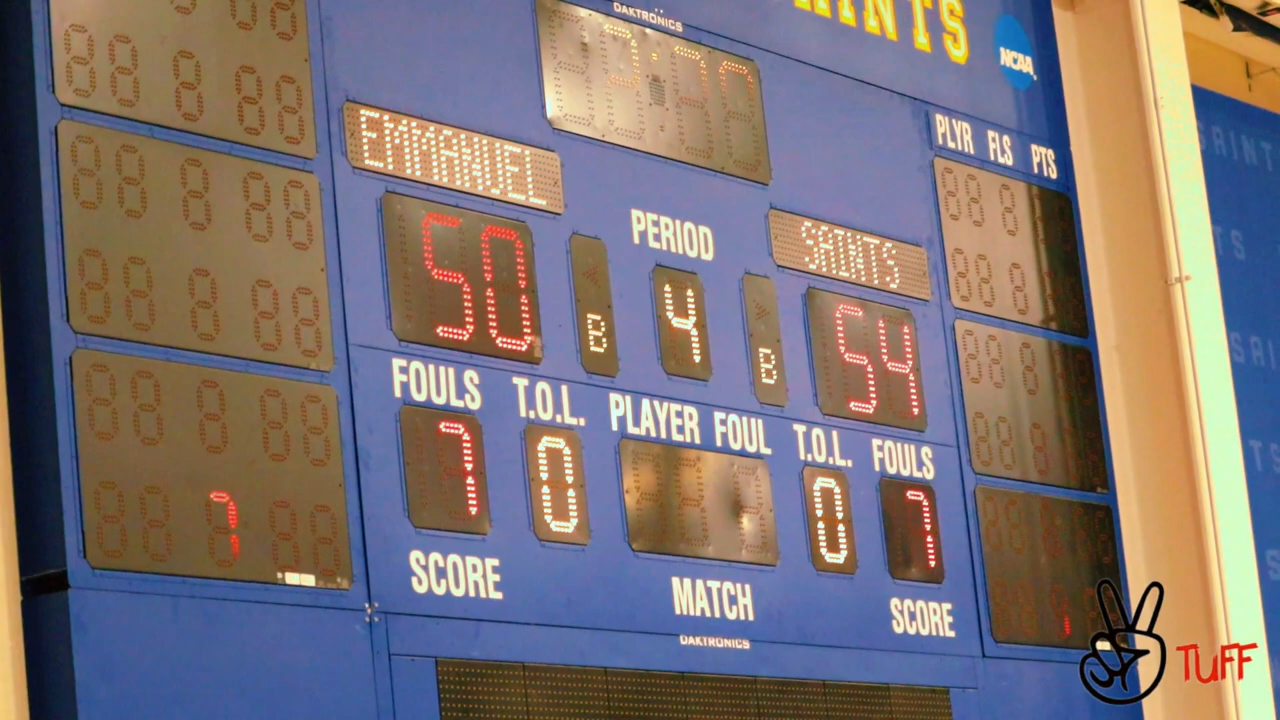 DAKTRONICS
SAINTS
NCAA
PLYR FLS PTS
EMMANUEL
PERIOD
SAINTS
50
B
4
B
54
FOULS T.O.L. PLAYER FOUL T.O.L. FOULS
7
0
0
7
7
SCORE
MATCH
SCORE
DAKTRONICS
TUFF